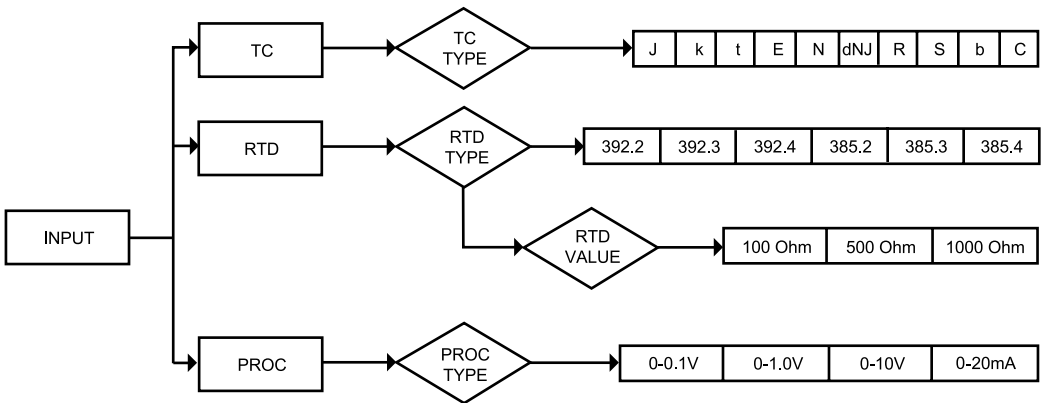 TC
TC
TYPE
J k t E N dNJ R S b C
RTD
RTD
TYPE
392.2 392.3 392.4 385.2 385.3 385.4
INPUT
RTD
VALUE
100 Ohm 500 Ohm 1000 Ohm
PROC
PROC
TYPE
0-0.1V 0-1.0V 0-10V 0-20mA